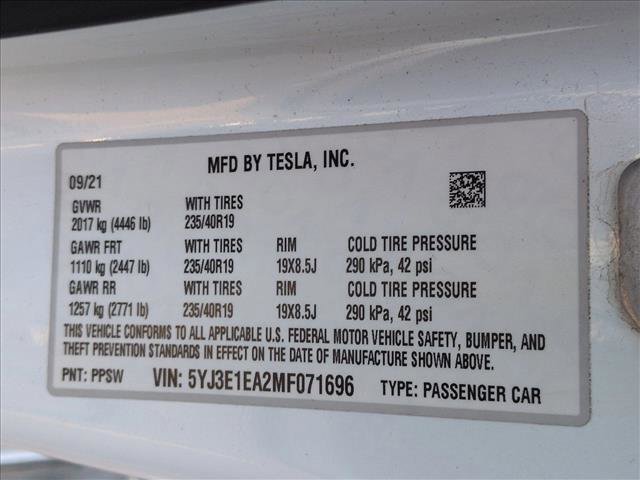 MFD BY TESLA, INC.
09/21
GVWR WITH TIRES
2017 kg (4446 lb) 235/40R19
GAWR FRT WITH TIRES RIM COLD TIRE PRESSURE
1110 kg (2447 lb) 235/40R19 19X8.5J 290 kPa, 42 psi
GAWR RR WITH TIRES RIM COLD TIRE PRESSURE
1257 kg (2771 lb) 235/40R19 19X8.5J 290 kPa, 42 psi
THIS VEHICLE CONFORMS TO ALL APPLICABLE U.S. FEDERAL MOTOR VEHICLE SAFETY, BUMPER, AND
THEFT PREVENTION STANDARDS IN EFFECT ON THE DATE OF MANUFACTURE SHOWN ABOVE.
PNT: PPSW VIN: 5YJ3E1EA2MF071696 TYPE: PASSENGER CAR